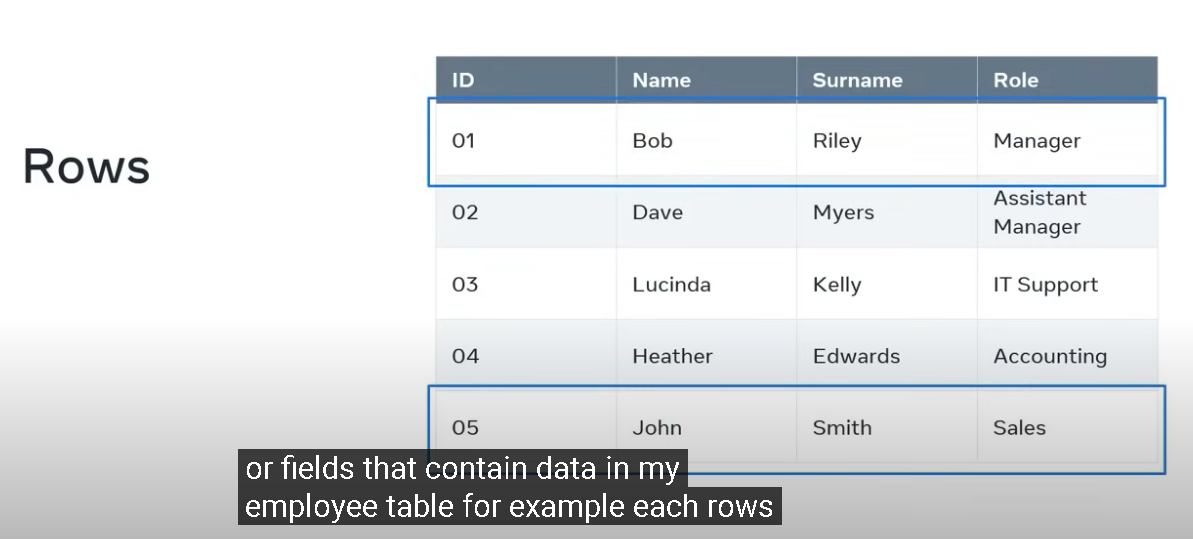 Rows
ID Name Surname Role
01 Bob Riley Manager
02 Dave Myers Assistant Manager
03 Lucinda Kelly IT Support
04 Heather Edwards Accounting
05 John Smith Sales
or fields that contain data in my
employee table for example each rows